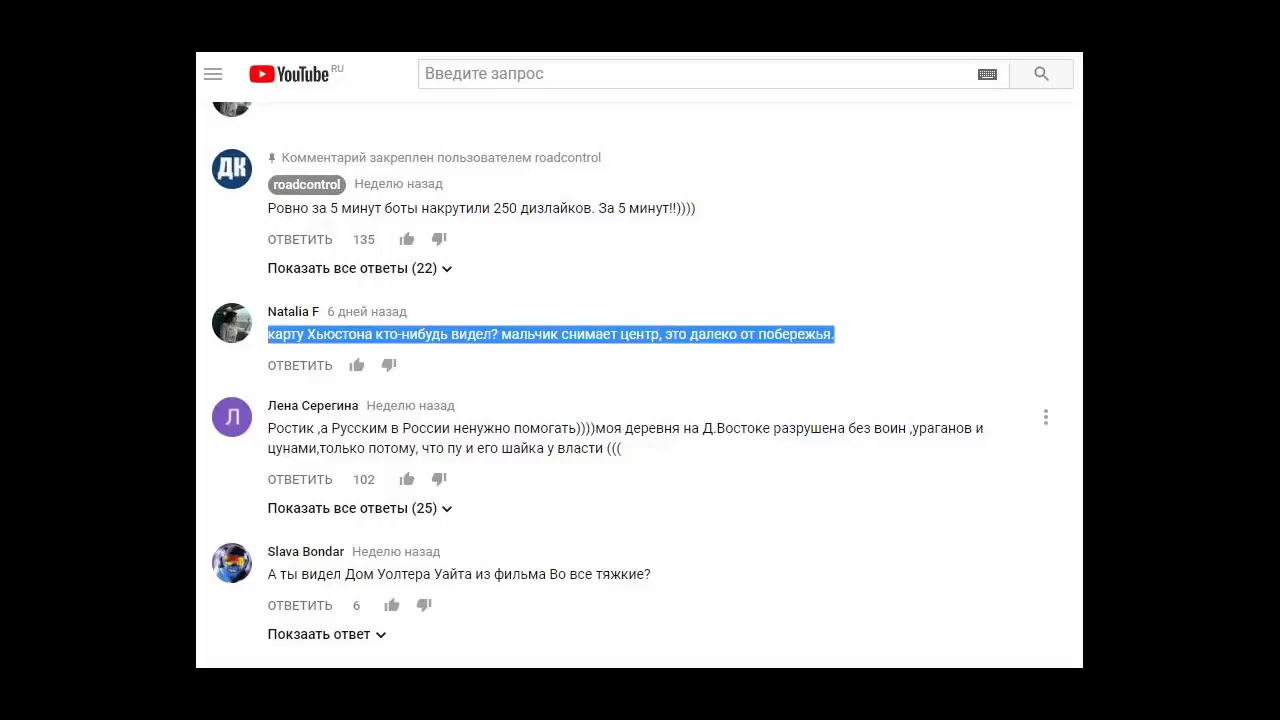 YouTube RU
Введите запрос
Комментарий закреплен пользователем roadcontrol
ДК
roadcontrol Неделю назад
Ровно за 5 минут боты накрутили 250 дизлайков. За 5 минут!!))))
ОТВЕТИТЬ 135
Показать все ответы (22)
Natalia F 6 дней назад
карту Хьюстона кто-нибудь видел? мальчик снимает центр, это далеко от побережья.
ОТВЕТИТЬ
Л
Лена Серегина Неделю назад
Ростик ,а Русским в России ненужно помогать))))моя деревня на Д.Востоке разрушена без воин ,ураганов и
цунами,только потому, что пу и его шайка у власти (((
ОТВЕТИТЬ 102
Показать все ответы (25)
Slava Bondar Неделю назад
А ты видел Дом Уолтера Уайта из фильма Во все тяжкие?
ОТВЕТИТЬ 6
Покзаать ответ